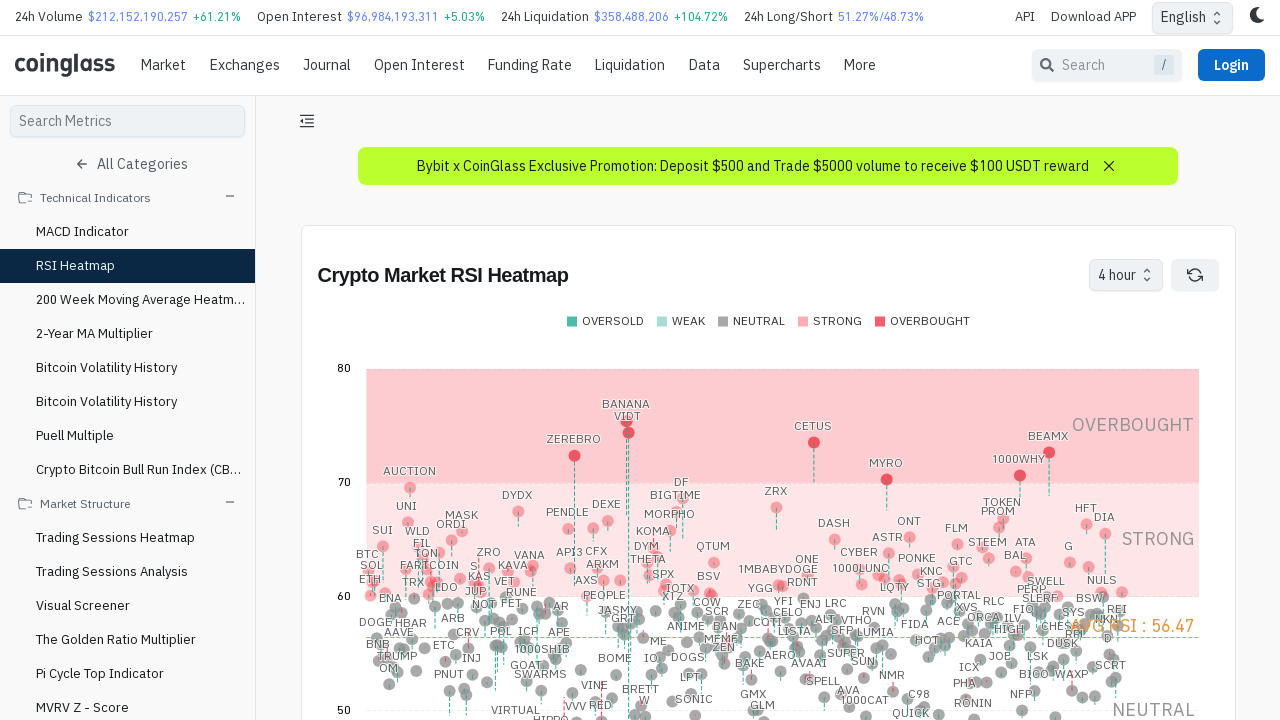 24h Volume $212,152,190,257 +61.21% Open Interest $96,984,193,311 +5.03% 24h Liquidation $358,488,206 +104.72% 24h Long/Short 51.27%/48.73% API Download APP English
coinglass Market Exchanges Journal Open Interest Funding Rate Liquidation Data Supercharts More Search / Login
Search Metrics
All Categories
Technical Indicators
MACD Indicator
RSI Heatmap
200 Week Moving Average Heatm...
2-Year MA Multiplier
Bitcoin Volatility History
Bitcoin Volatility History
Puell Multiple
Crypto Bitcoin Bull Run Index (CB...
Market Structure
Trading Sessions Heatmap
Trading Sessions Analysis
Visual Screener
The Golden Ratio Multiplier
Pi Cycle Top Indicator
MVRV Z - Score
Bybit x CoinGlass Exclusive Promotion: Deposit $500 and Trade $5000 volume to receive $100 USDT reward
Crypto Market RSI Heatmap 4 hour
OVERSOLD WEAK NEUTRAL STRONG OVERBOUGHT
80
BANANA
VIDT
CETUS OVERBOUGHT
ZEREBRO BEAMX
MYRO 1000WHY
AUCTION
70
DF
DYDX BIGTIME ZRX
UNI PENDLE DEXE MORPHO TOKEN
PROM HFT
MASK DIA
SUI WLD ORDI KOMA DASH ONT FLM
FIL QTUM ASTR STEEM ATA G STRONG
BTC TON ZRO VANA API3 CFX DYM CYBER BAL
SOL FARTCOIN S KAVA ARKM THETA ONE PONKE GTC
ETH TRX KAS VET AXS SPX BSV 1MBABYDOGE 1000LUNC KNC SWELL NULS
LDO JUP RUNE PEOPLE IOTX YGG RDNT LQTY STG PERP
60
BNA NOT FET AR JASMY XTZ COW ZEC YFI ENJ LRC RVN PORTAL XVS RLC SLERF BSW
DOGE HBAR ARB GRT SCR CELO ALT VTHO FIDA ACE ORCA ILV FIO SYS REI
AAVE CRV POL ICP APE ANIME BAN COTI LISTA SFP LUMIA HIGH CHESS AVG RSI : 56.47
BNB ETC 1000SHIB ME ZEN HOT KAIA DUSK
TRUMP INJ GOAT BOME IO DOGS BAKE AERO AVAAI SUPER SUN JOE LSK
OM PNUT SWARMS LPT SPELL NMR ICX BICO WAXP SCRT
VINE BRETT GMX AVA C98 PHA NFP
VIRTUAL VVV RED W SONIC GLM 1000CAT QUICK RONIN NEUTRAL
50
HIPPO